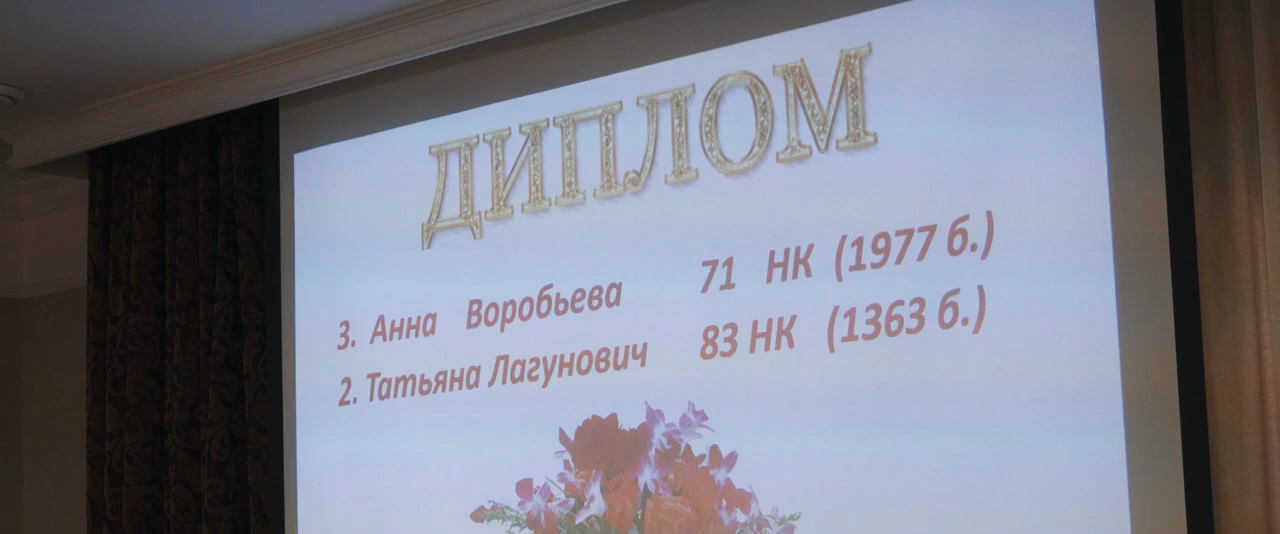 ДИПЛОМ
3. Анна Воробьева 71 НК (1977 б.)
2. Татьяна Лагунович 83 НК (1363 б.)